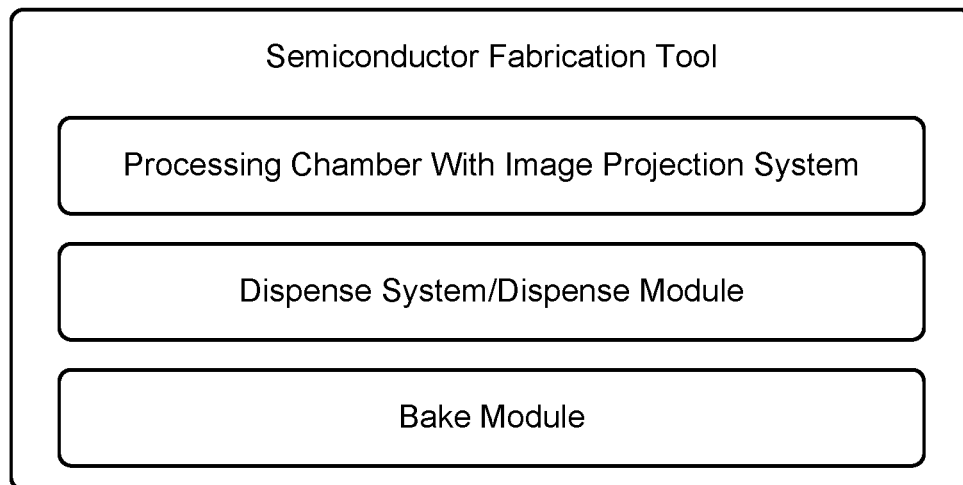 Semiconductor Fabrication Tool
Processing Chamber With Image Projection System
Dispense System/Dispense Module
Bake Module